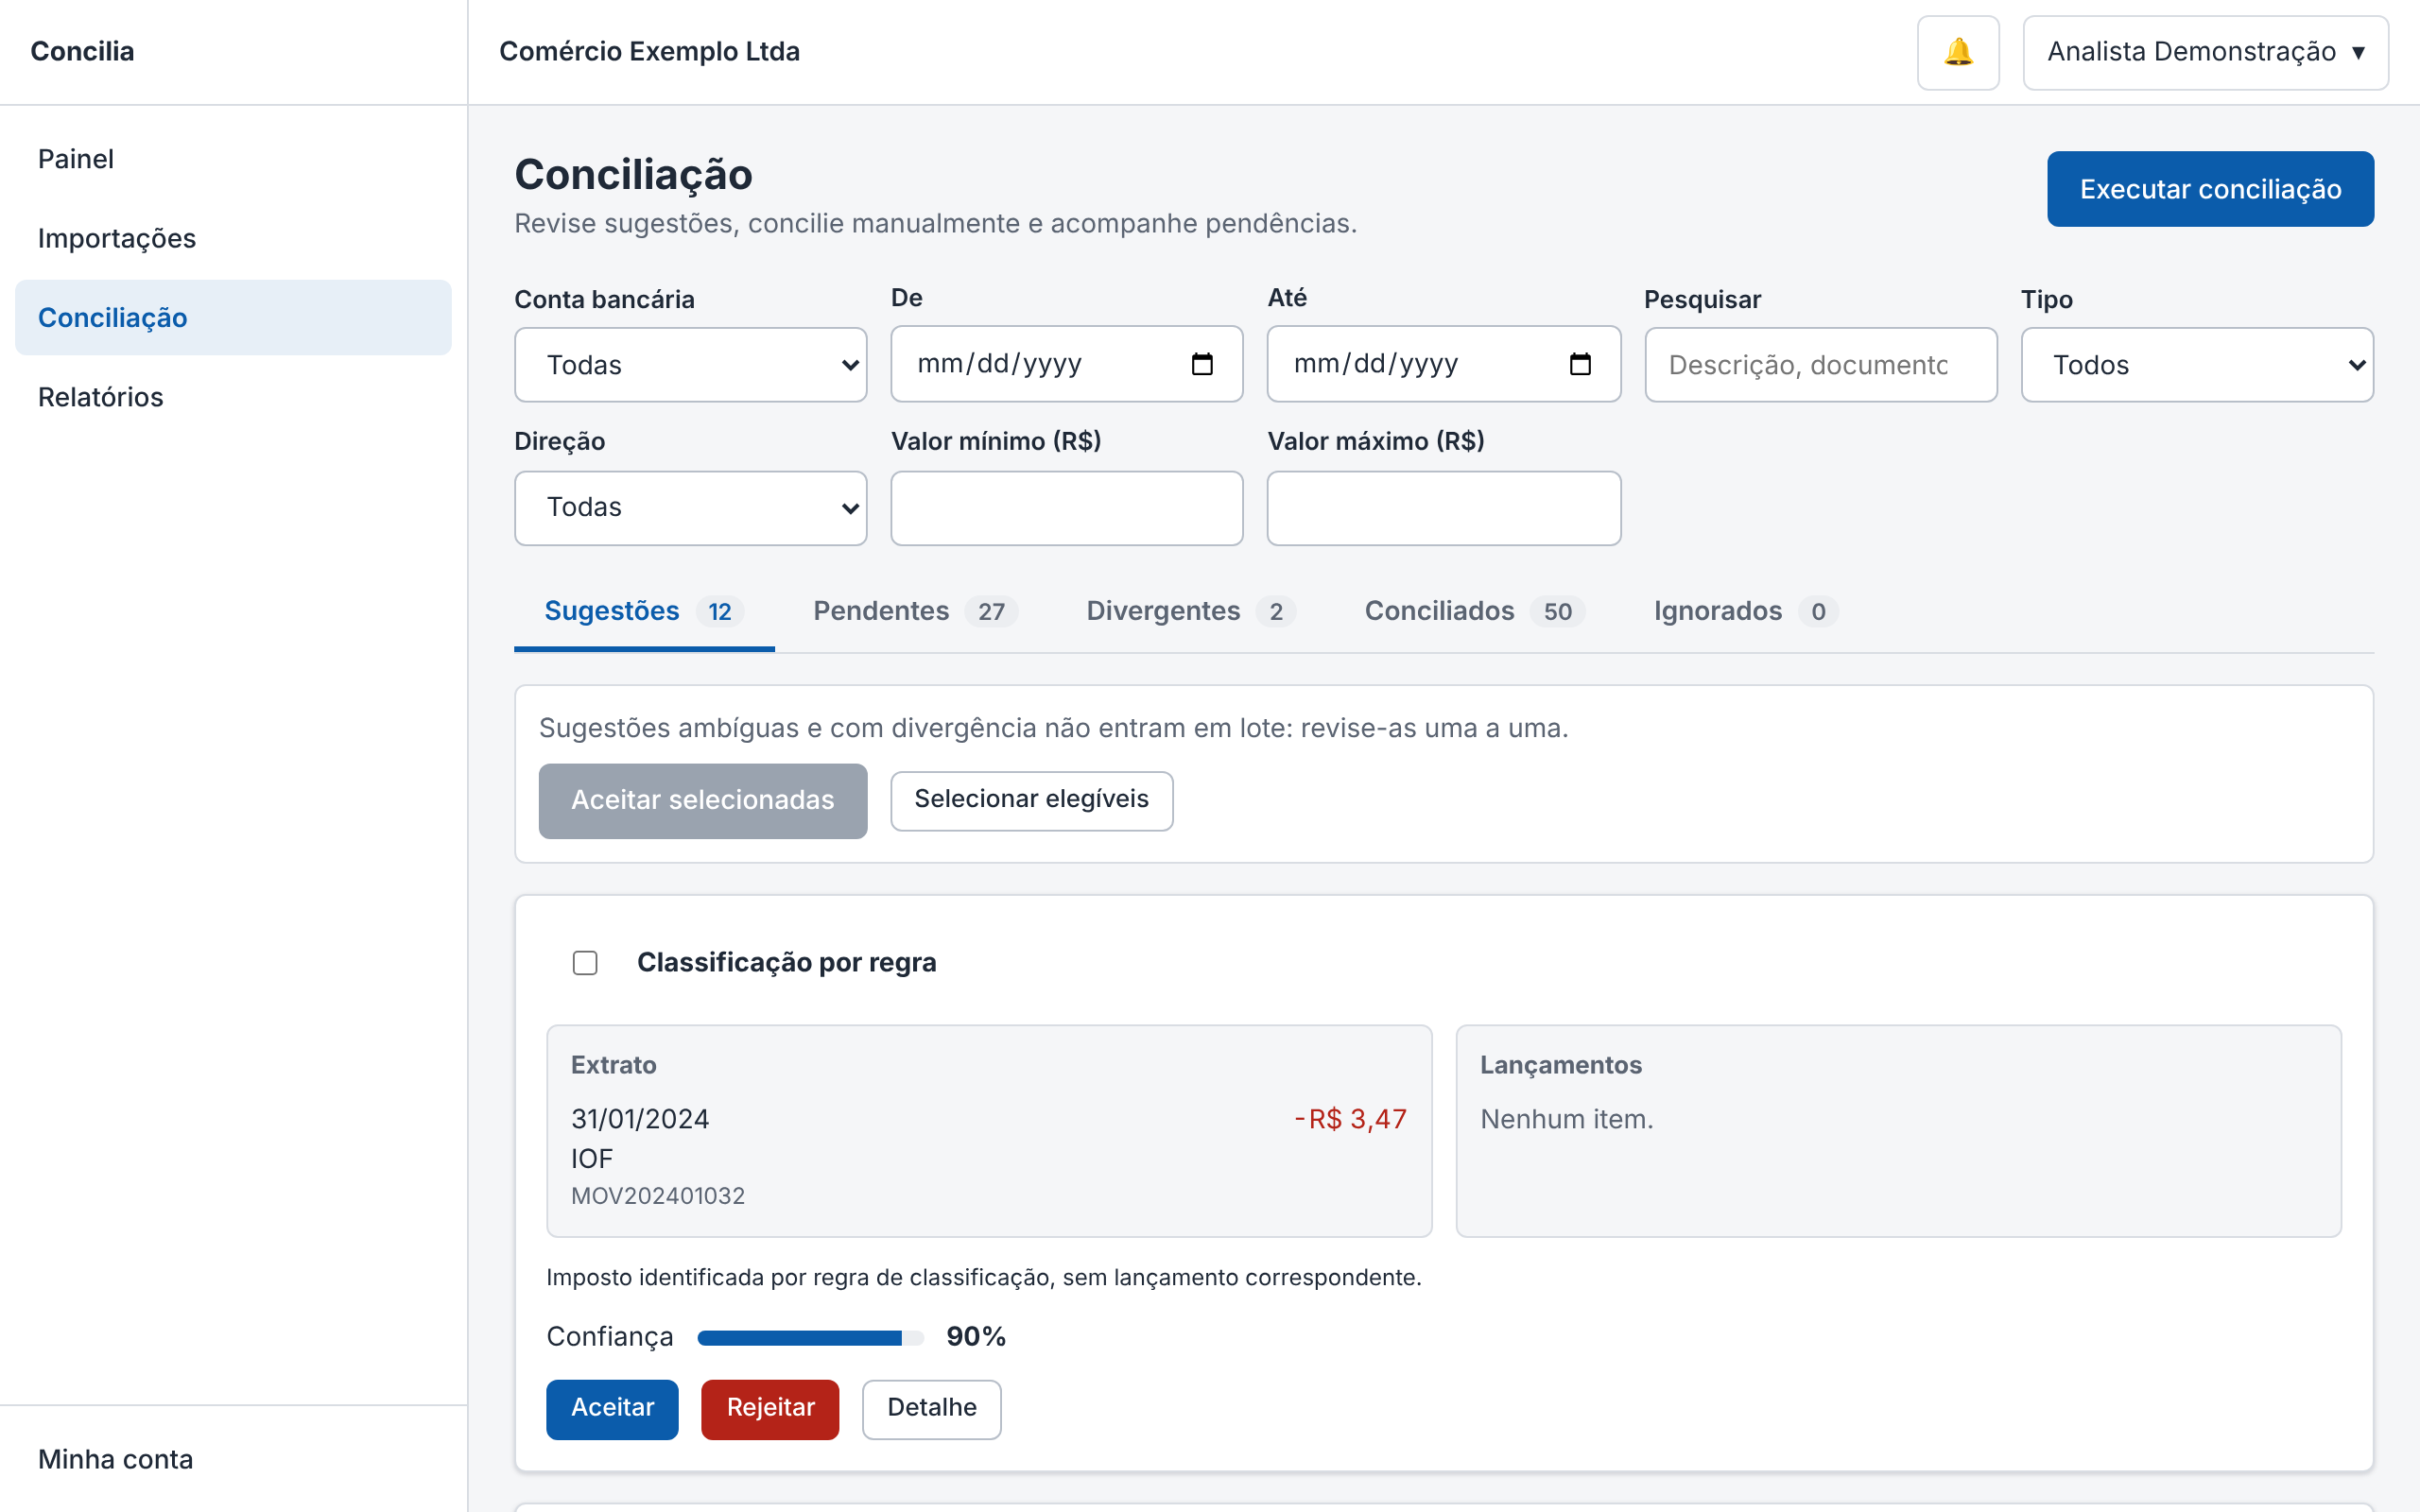 Concilia
Comércio Exemplo Ltda
Analista Demonstração ▼
Painel
Importações
Conciliação
Relatórios
Minha conta
Conciliação
Revise sugestões, concilie manualmente e acompanhe pendências.
Executar conciliação
Conta bancária
De
Até
Pesquisar
Tipo
Todas
mm/dd/yyyy
mm/dd/yyyy
Descrição, documento
Todos
Direção
Valor mínimo (R$)
Valor máximo (R$)
Todas
Sugestões 12
Pendentes 27
Divergentes 2
Conciliados 50
Ignorados 0
Sugestões ambíguas e com divergência não entram em lote: revise-as uma a uma.
Aceitar selecionadas
Selecionar elegíveis
Classificação por regra
Extrato
31/01/2024
-R$ 3,47
IOF
MOV202401032
Lançamentos
Nenhum item.
Imposto identificada por regra de classificação, sem lançamento correspondente.
Confiança 90%
Aceitar
Rejeitar
Detalhe